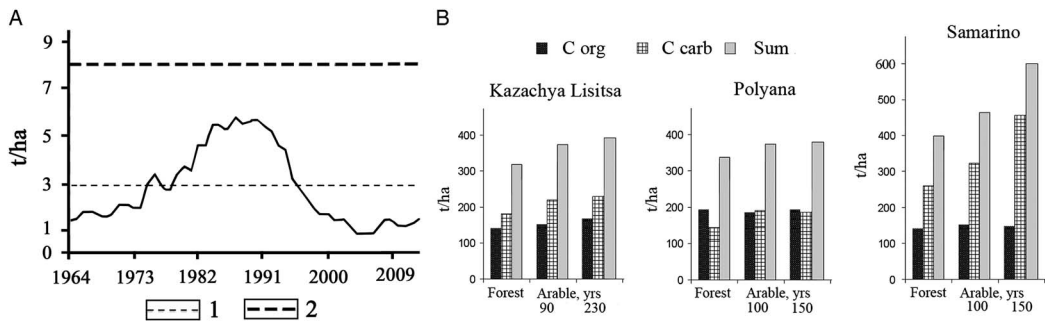 A
9
8
7
5
3
1
0
t/ha
1964 1973 1982 1991 2000 2009
1 2
B
C org C carb Sum
Kazachya Lisitsa
400
300
200
100
0
t/ha
Forest Arable, yrs
90 230
Polyana
400
300
200
100
0
t/ha
Forest Arable, yrs
100 150
Samarino
600
500
400
300
200
100
0
t/ha
Forest Arable, yrs
100 150